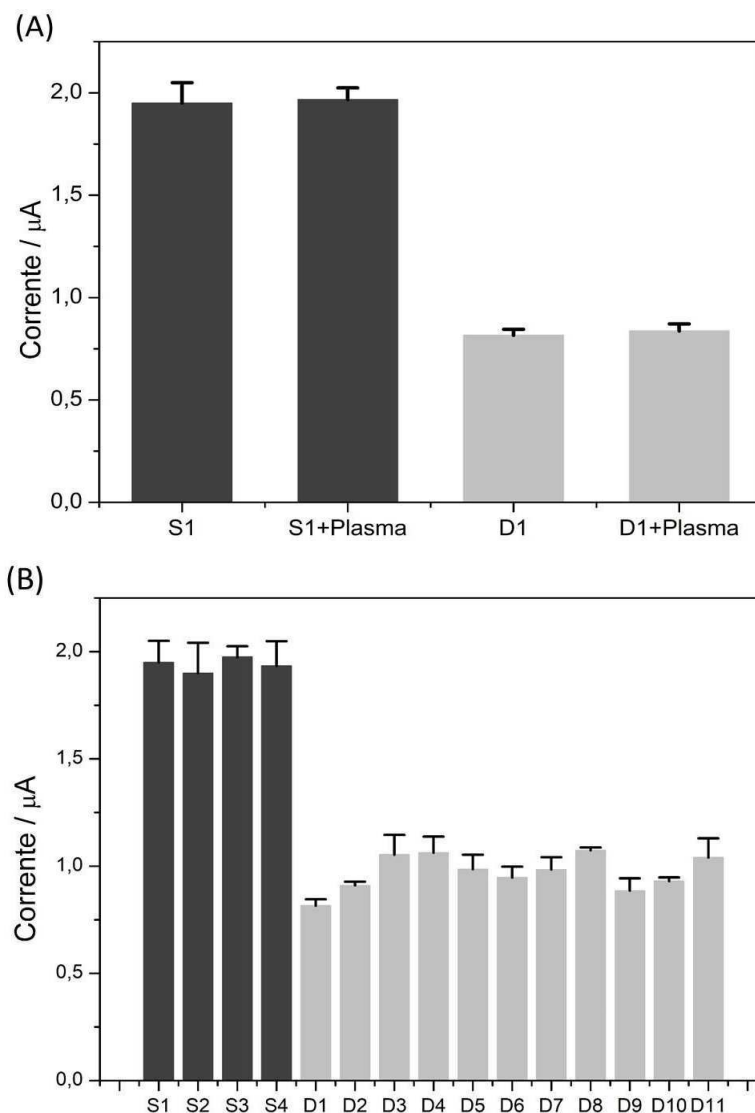 (A)
2,0
1,5
1,0
0,5
0,0
Corrente / μA
S1 S1+Plasma D1 D1+Plasma
(B)
2,0
1,5
1,0
0,5
0,0
Corrente / μA
S1 S2 S3 S4 D1 D2 D3 D4 D5 D6 D7 D8 D9 D10 D11